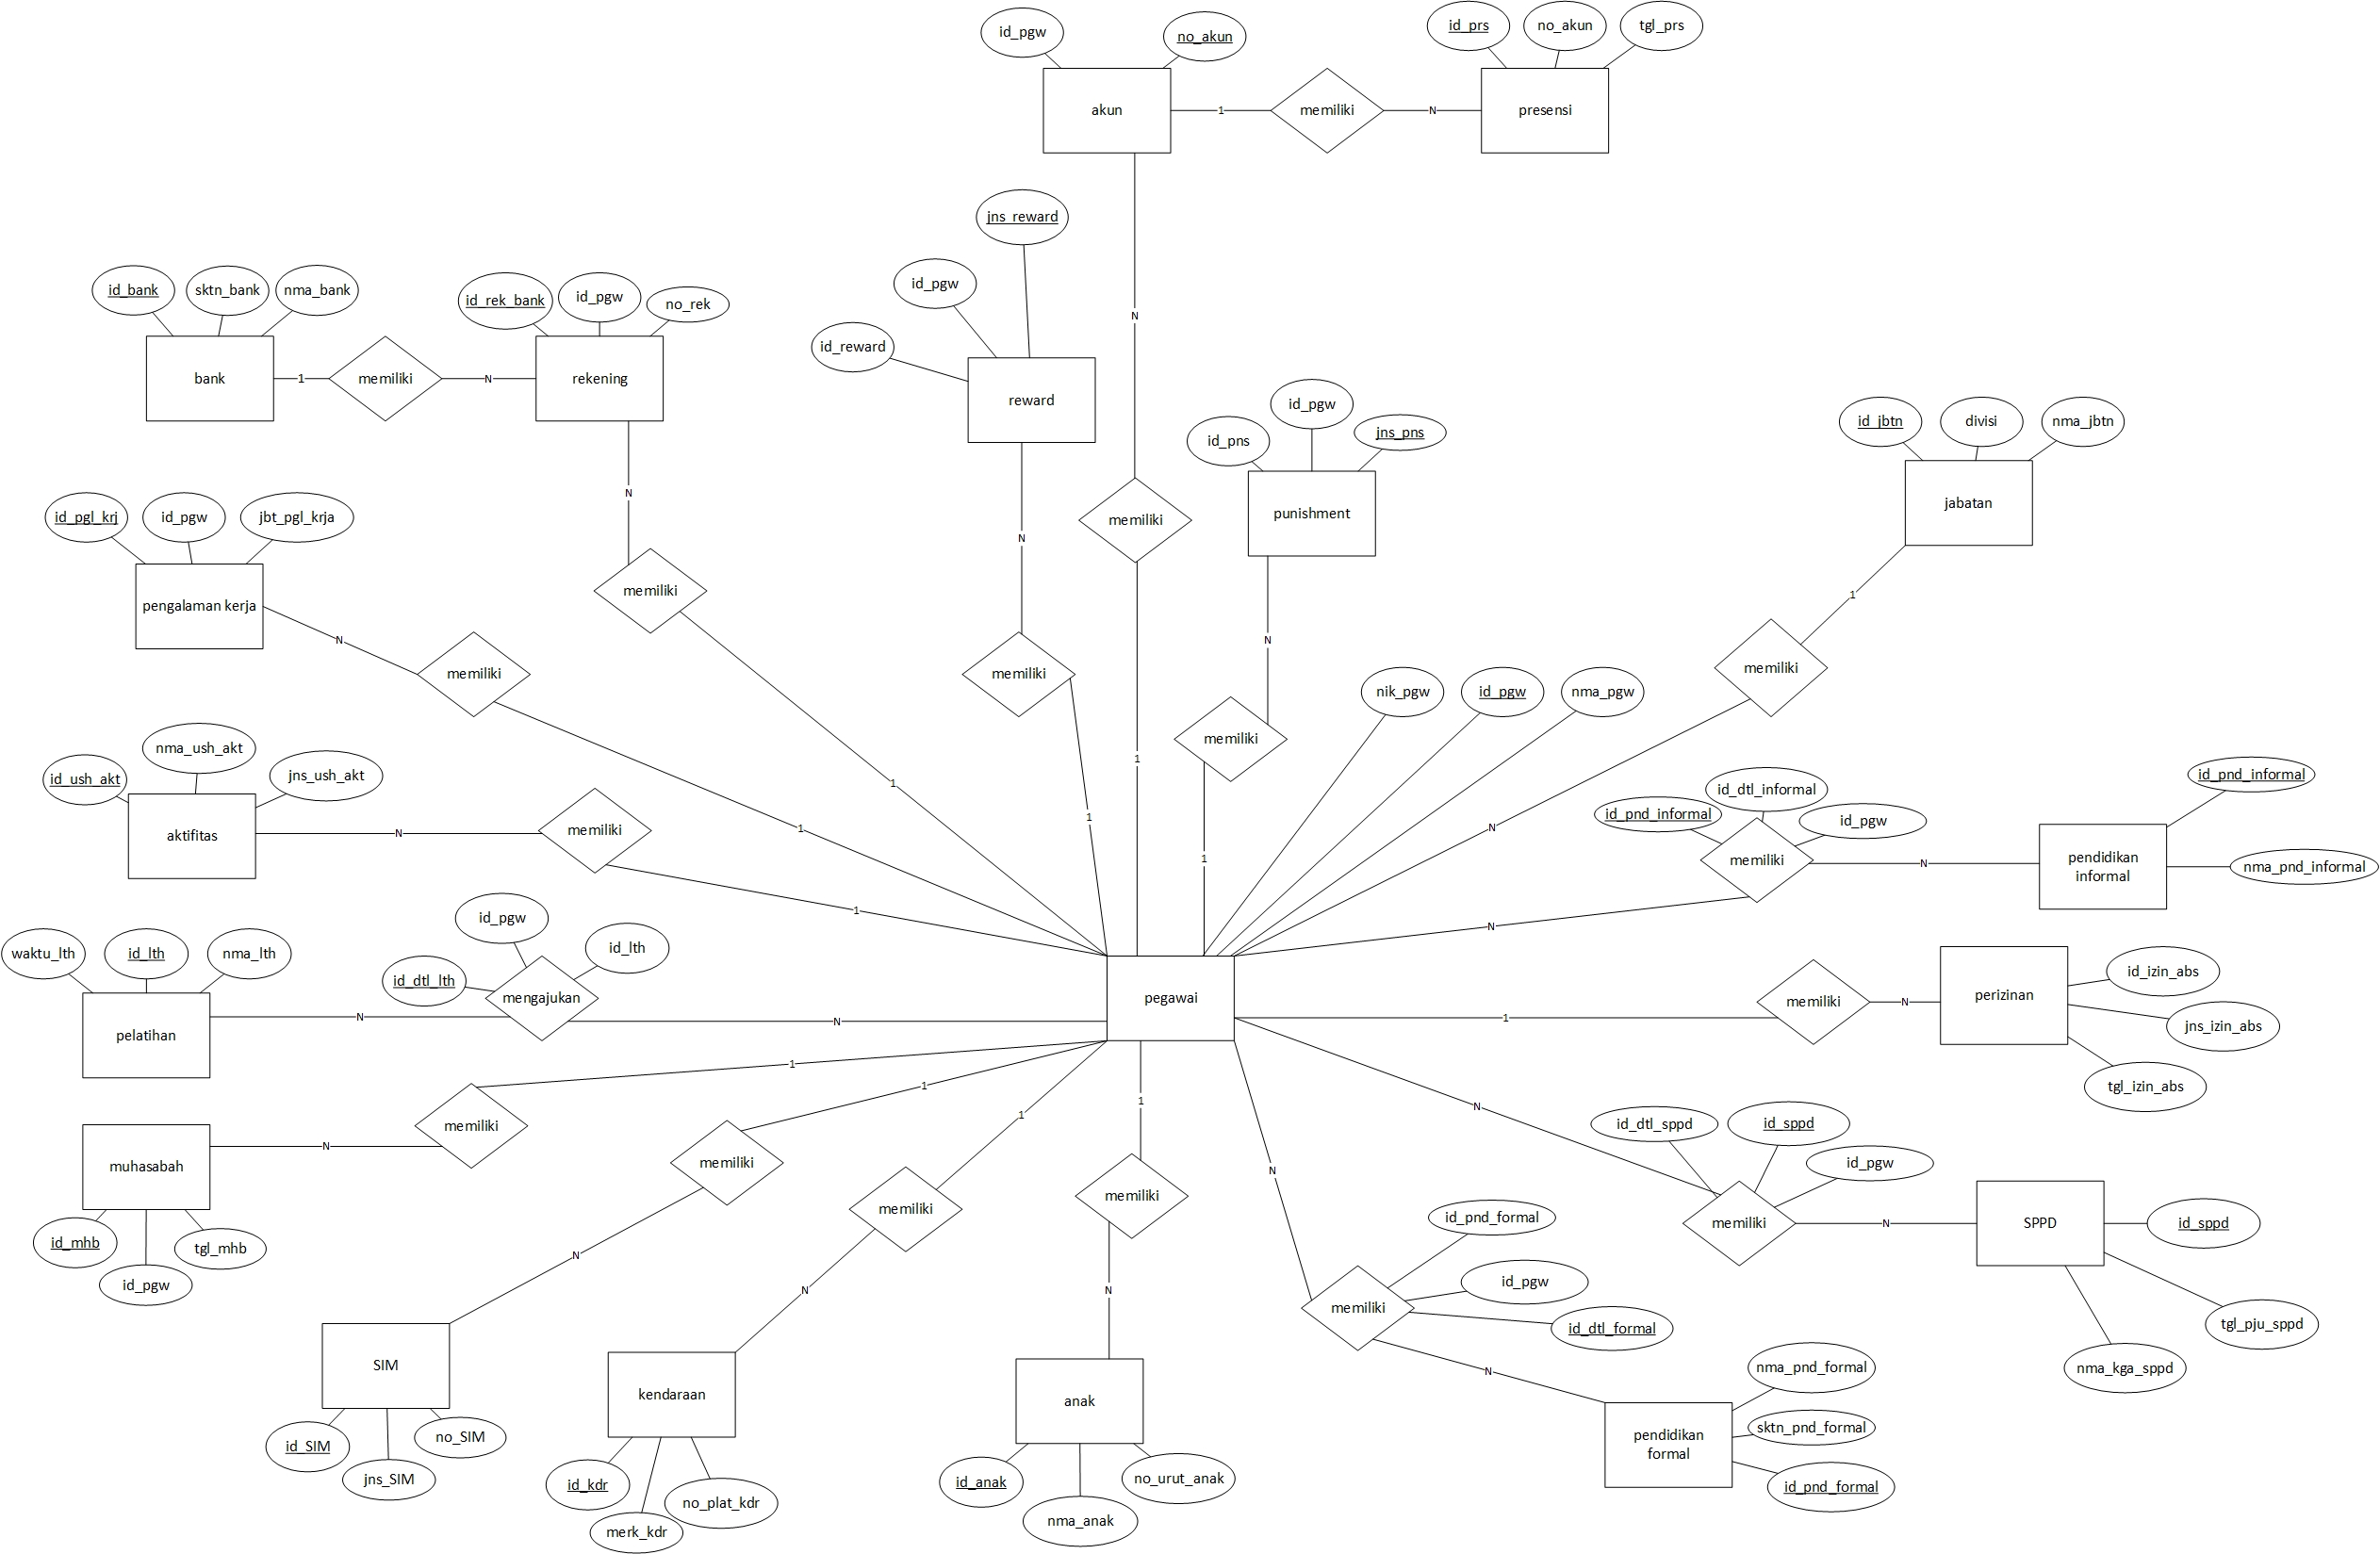 id_pgw
no_akun
id_prs
no_akun
tgl_prs
akun
1
memiliki
N
presensi
jns_reward
id_pgw
id_reward
reward
N
id_bank
sktn_bank
nma_bank
id_rek_bank
id_pgw
no_rek
bank
1
memiliki
N
rekening
N
id_pns
id_pgw
jns_pns
punishment
id_jbtn
divisi
nma_jbtn
jabatan
id_pgl_krj
id_pgw
jbt_pgl_krja
pengalaman kerja
N
memiliki
memiliki
N
memiliki
memiliki
N
memiliki
1
memiliki
nik_pgw
id_pgw
nma_pgw
1
1
1
1
1
N
nma_ush_akt
id_ush_akt
jns_ush_akt
aktifitas
N
memiliki
1
id_dtl_informal
id_pnd_informal
id_pgw
memiliki
N
N
id_pnd_informal
pendidikan
informal
nma_pnd_informal
waktu_lth
id_lth
nma_lth
pelatihan
N
id_pgw
id_lth
id_dtl_lth
mengajukan
N
pegawai
1
memiliki
N
perizinan
id_izin_abs
jns_izin_abs
tgl_izin_abs
muhasabah
N
memiliki
1
id_mhb
id_pgw
tgl_mhb
memiliki
1
N
memiliki
1
N
memiliki
1
N
N
N
id_dtl_sppd
id_sppd
id_pgw
memiliki
N
SPPD
id_sppd
tgl_pju_sppd
nma_kga_sppd
id_pnd_formal
id_pgw
id_dtl_formal
memiliki
N
SIM
id_SIM
jns_SIM
no_SIM
kendaraan
id_kdr
merk_kdr
no_plat_kdr
anak
id_anak
nma_anak
no_urut_anak
pendidikan
formal
nma_pnd_formal
sktn_pnd_formal
id_pnd_formal